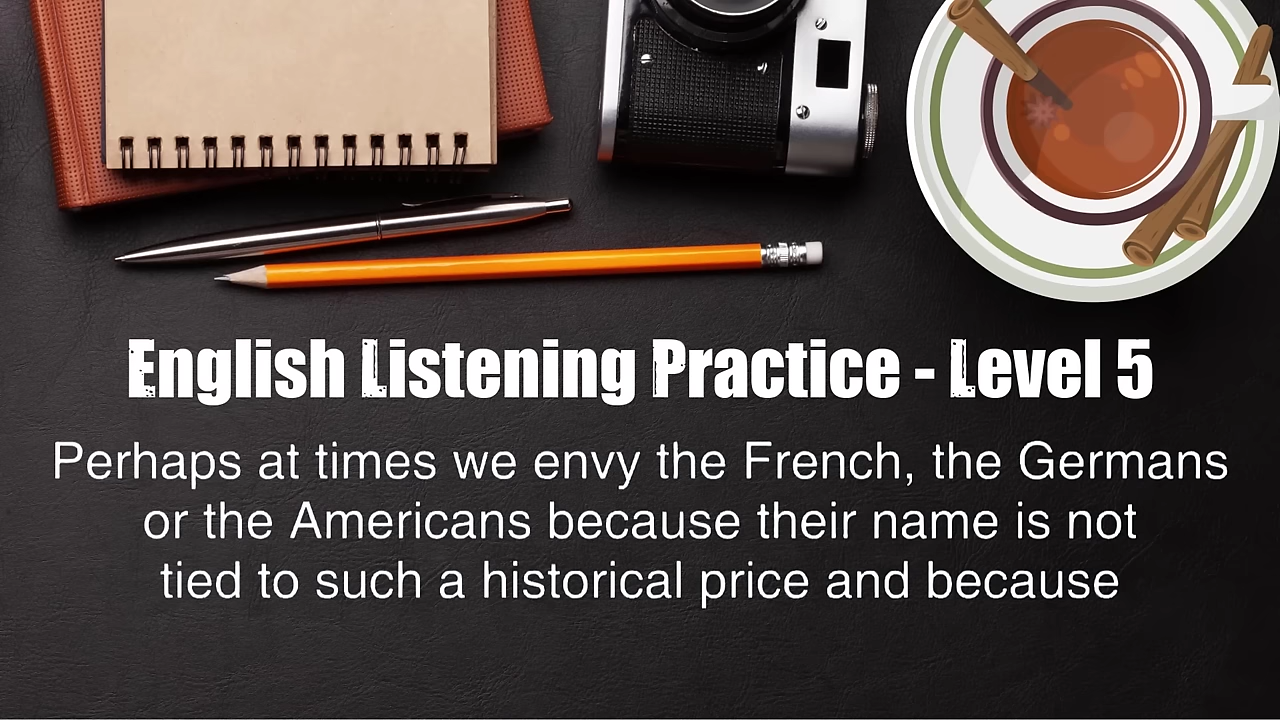 English Listening Practice - Level 5
Perhaps at times we envy the French, the Germans
or the Americans because their name is not
tied to such a historical price and because